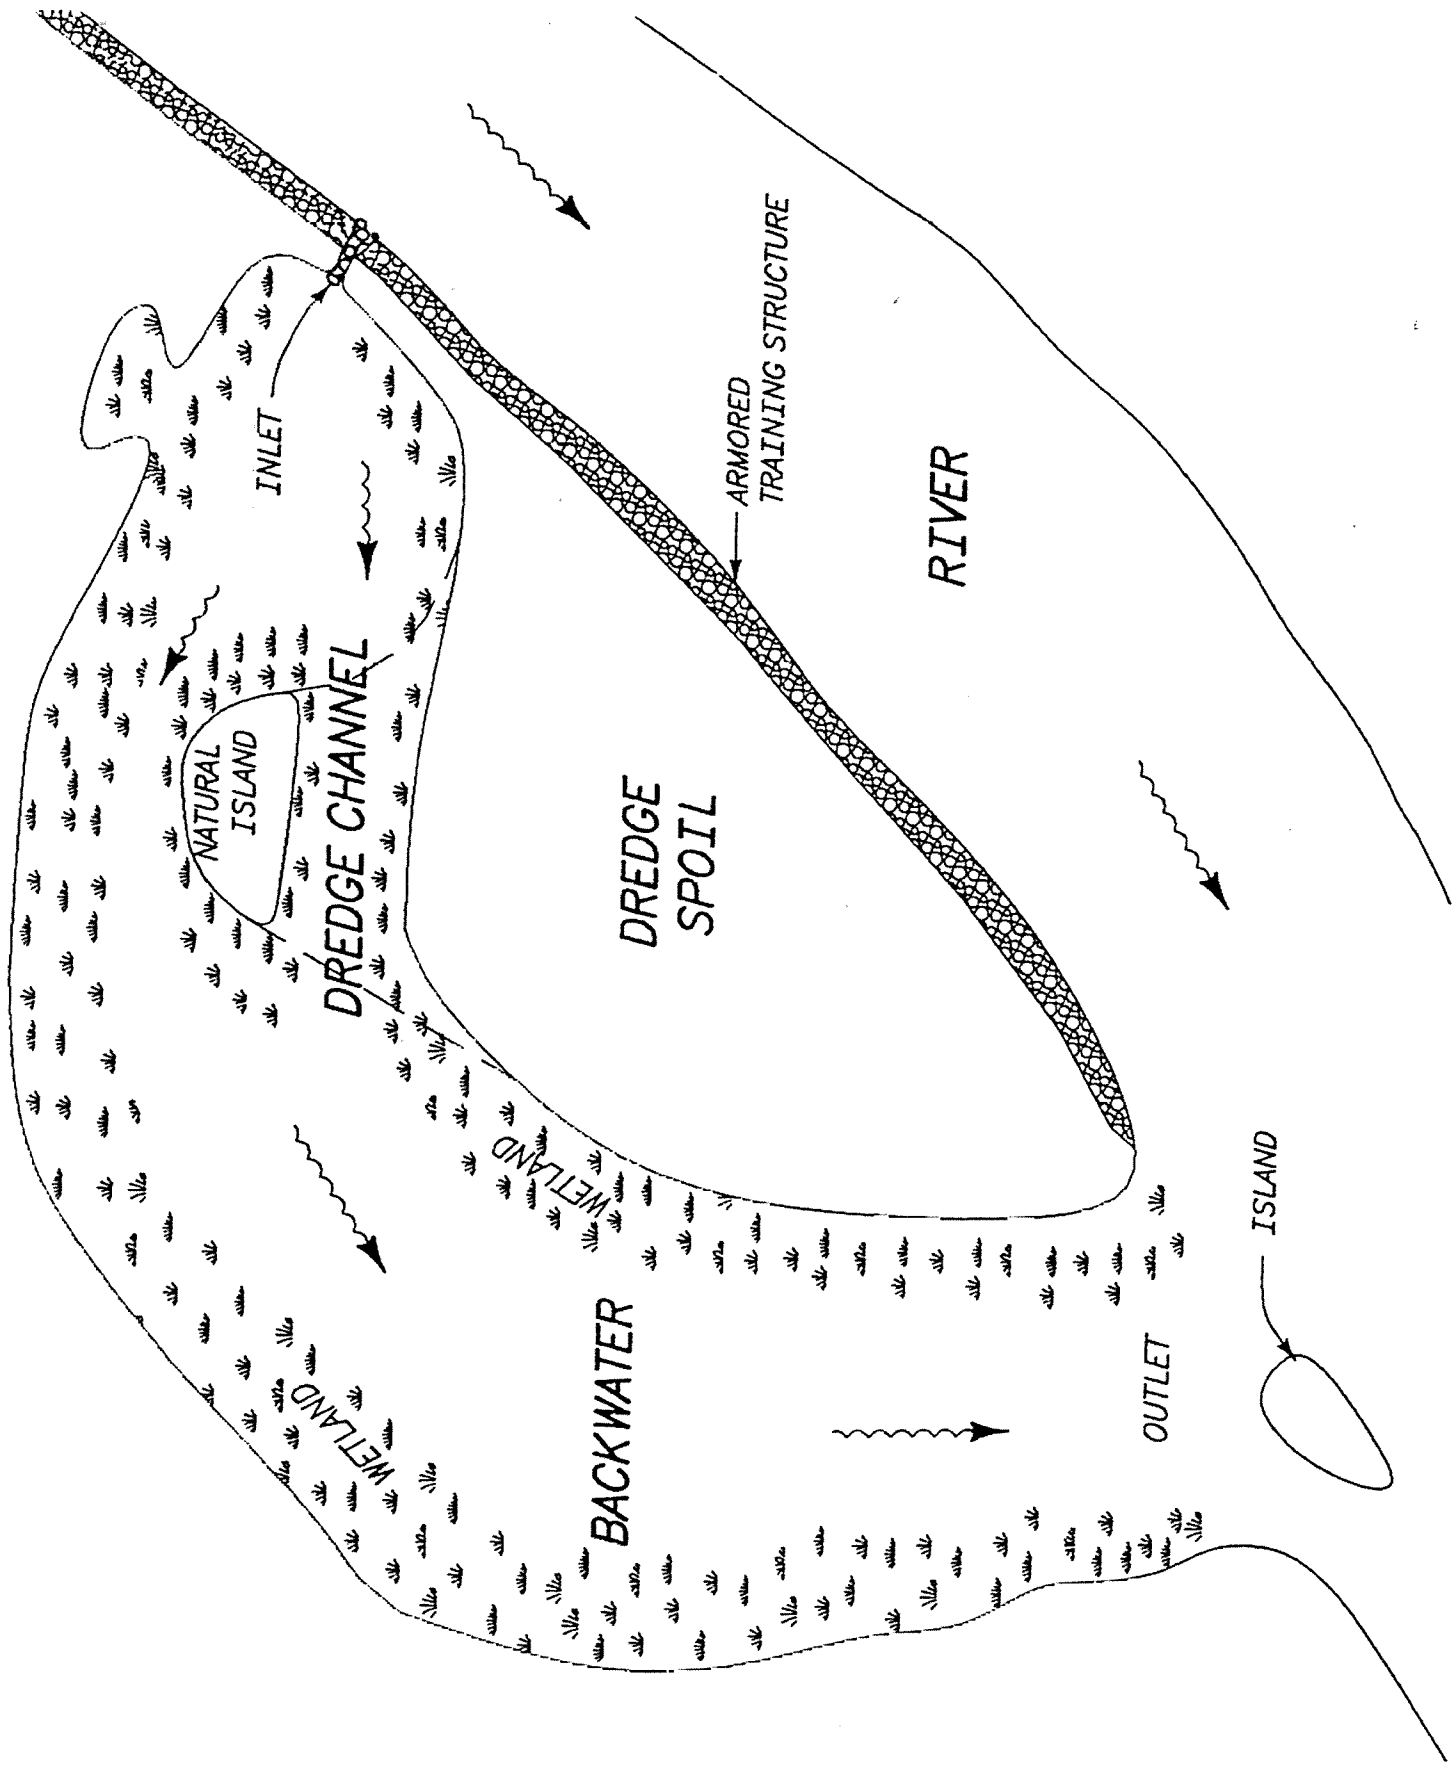 INLET
ARMORED
TRAINING STRUCTURE
RIVER
NATURAL
ISLAND
DREDGE CHANNEL
DREDGE
SPOIL
WETLAND
WETLAND
BACKWATER
OUTLET
ISLAND